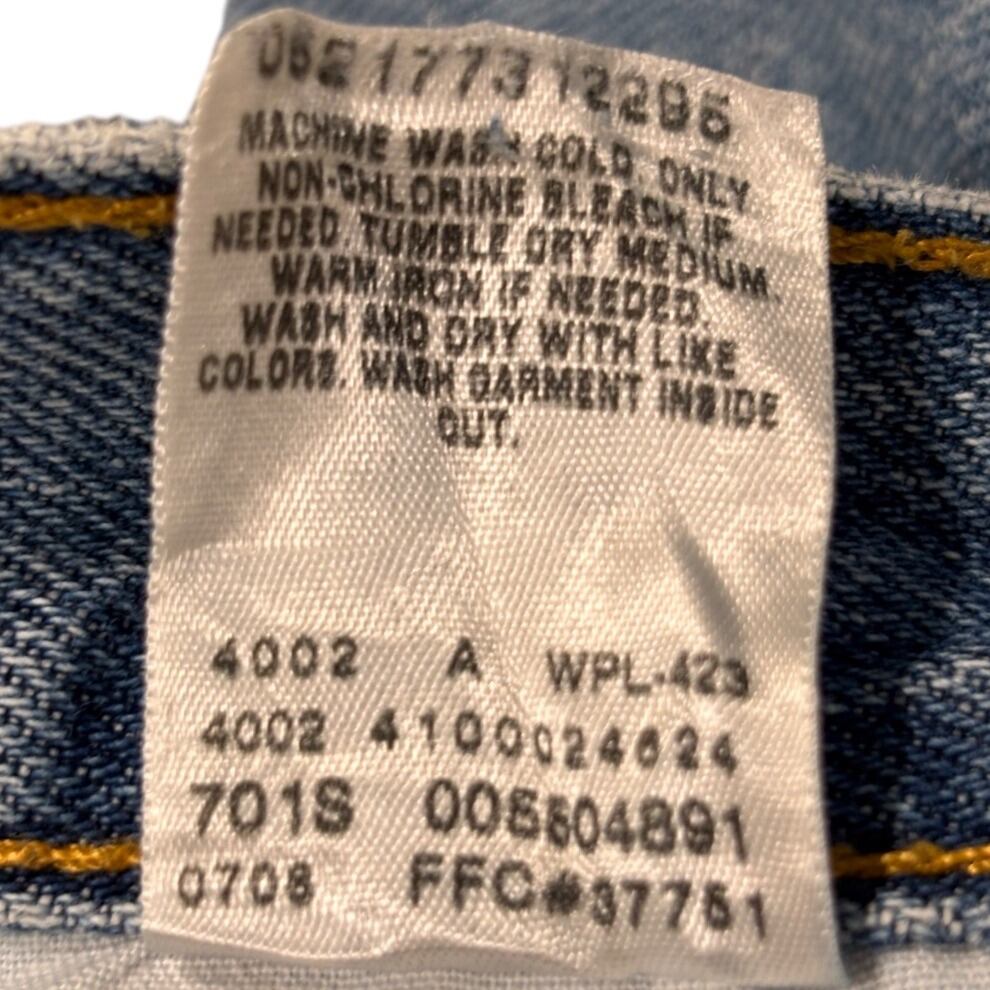 052177312295
MACHINE WASH COLD. ONLY
NON-CHLORINE BLEACH IF
NEEDED. TUMBLE DRY MEDIUM.
WARM IRON IF NEEDED.
WASH AND DRY WITH LIKE
COLORS. WASH GARMENT INSIDE
OUT.
4002 A WPL-423
4002 4100024624
701S 005504891
0708 FFC#37751